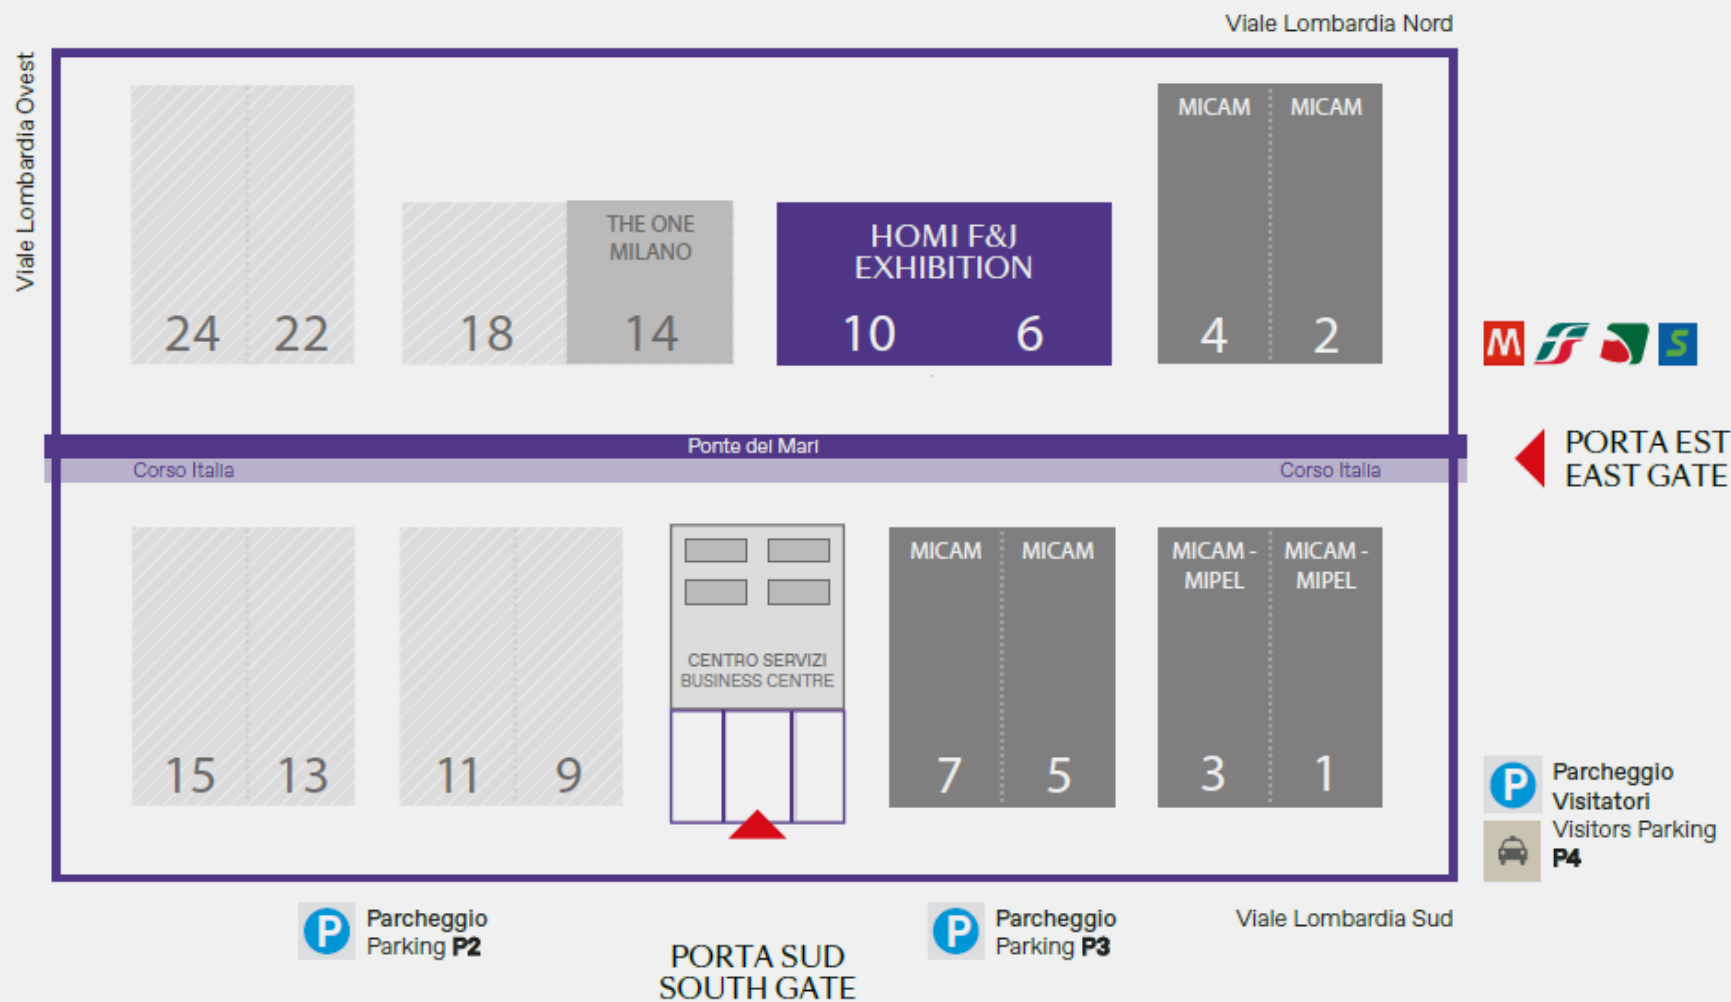 Viale Lombardia Nord
Viale Lombardia Ovest
MICAM MICAM
THE ONE
MILANO
HOMI F&J
EXHIBITION
24 22 18 14 10 6 4 2
M S
Ponte dei Mari
Corso Italia Corso Italia
PORTA EST
EAST GATE
MICAM MICAM
MICAM - MICAM -
MIPEL MIPEL
CENTRO SERVIZI
BUSINESS CENTRE
15 13 11 9 7 5 3 1
P Parcheggio
Visitatori
Visitors Parking
P4
P Parcheggio
Parking P2
PORTA SUD
SOUTH GATE
P Parcheggio
Parking P3
Viale Lombardia Sud